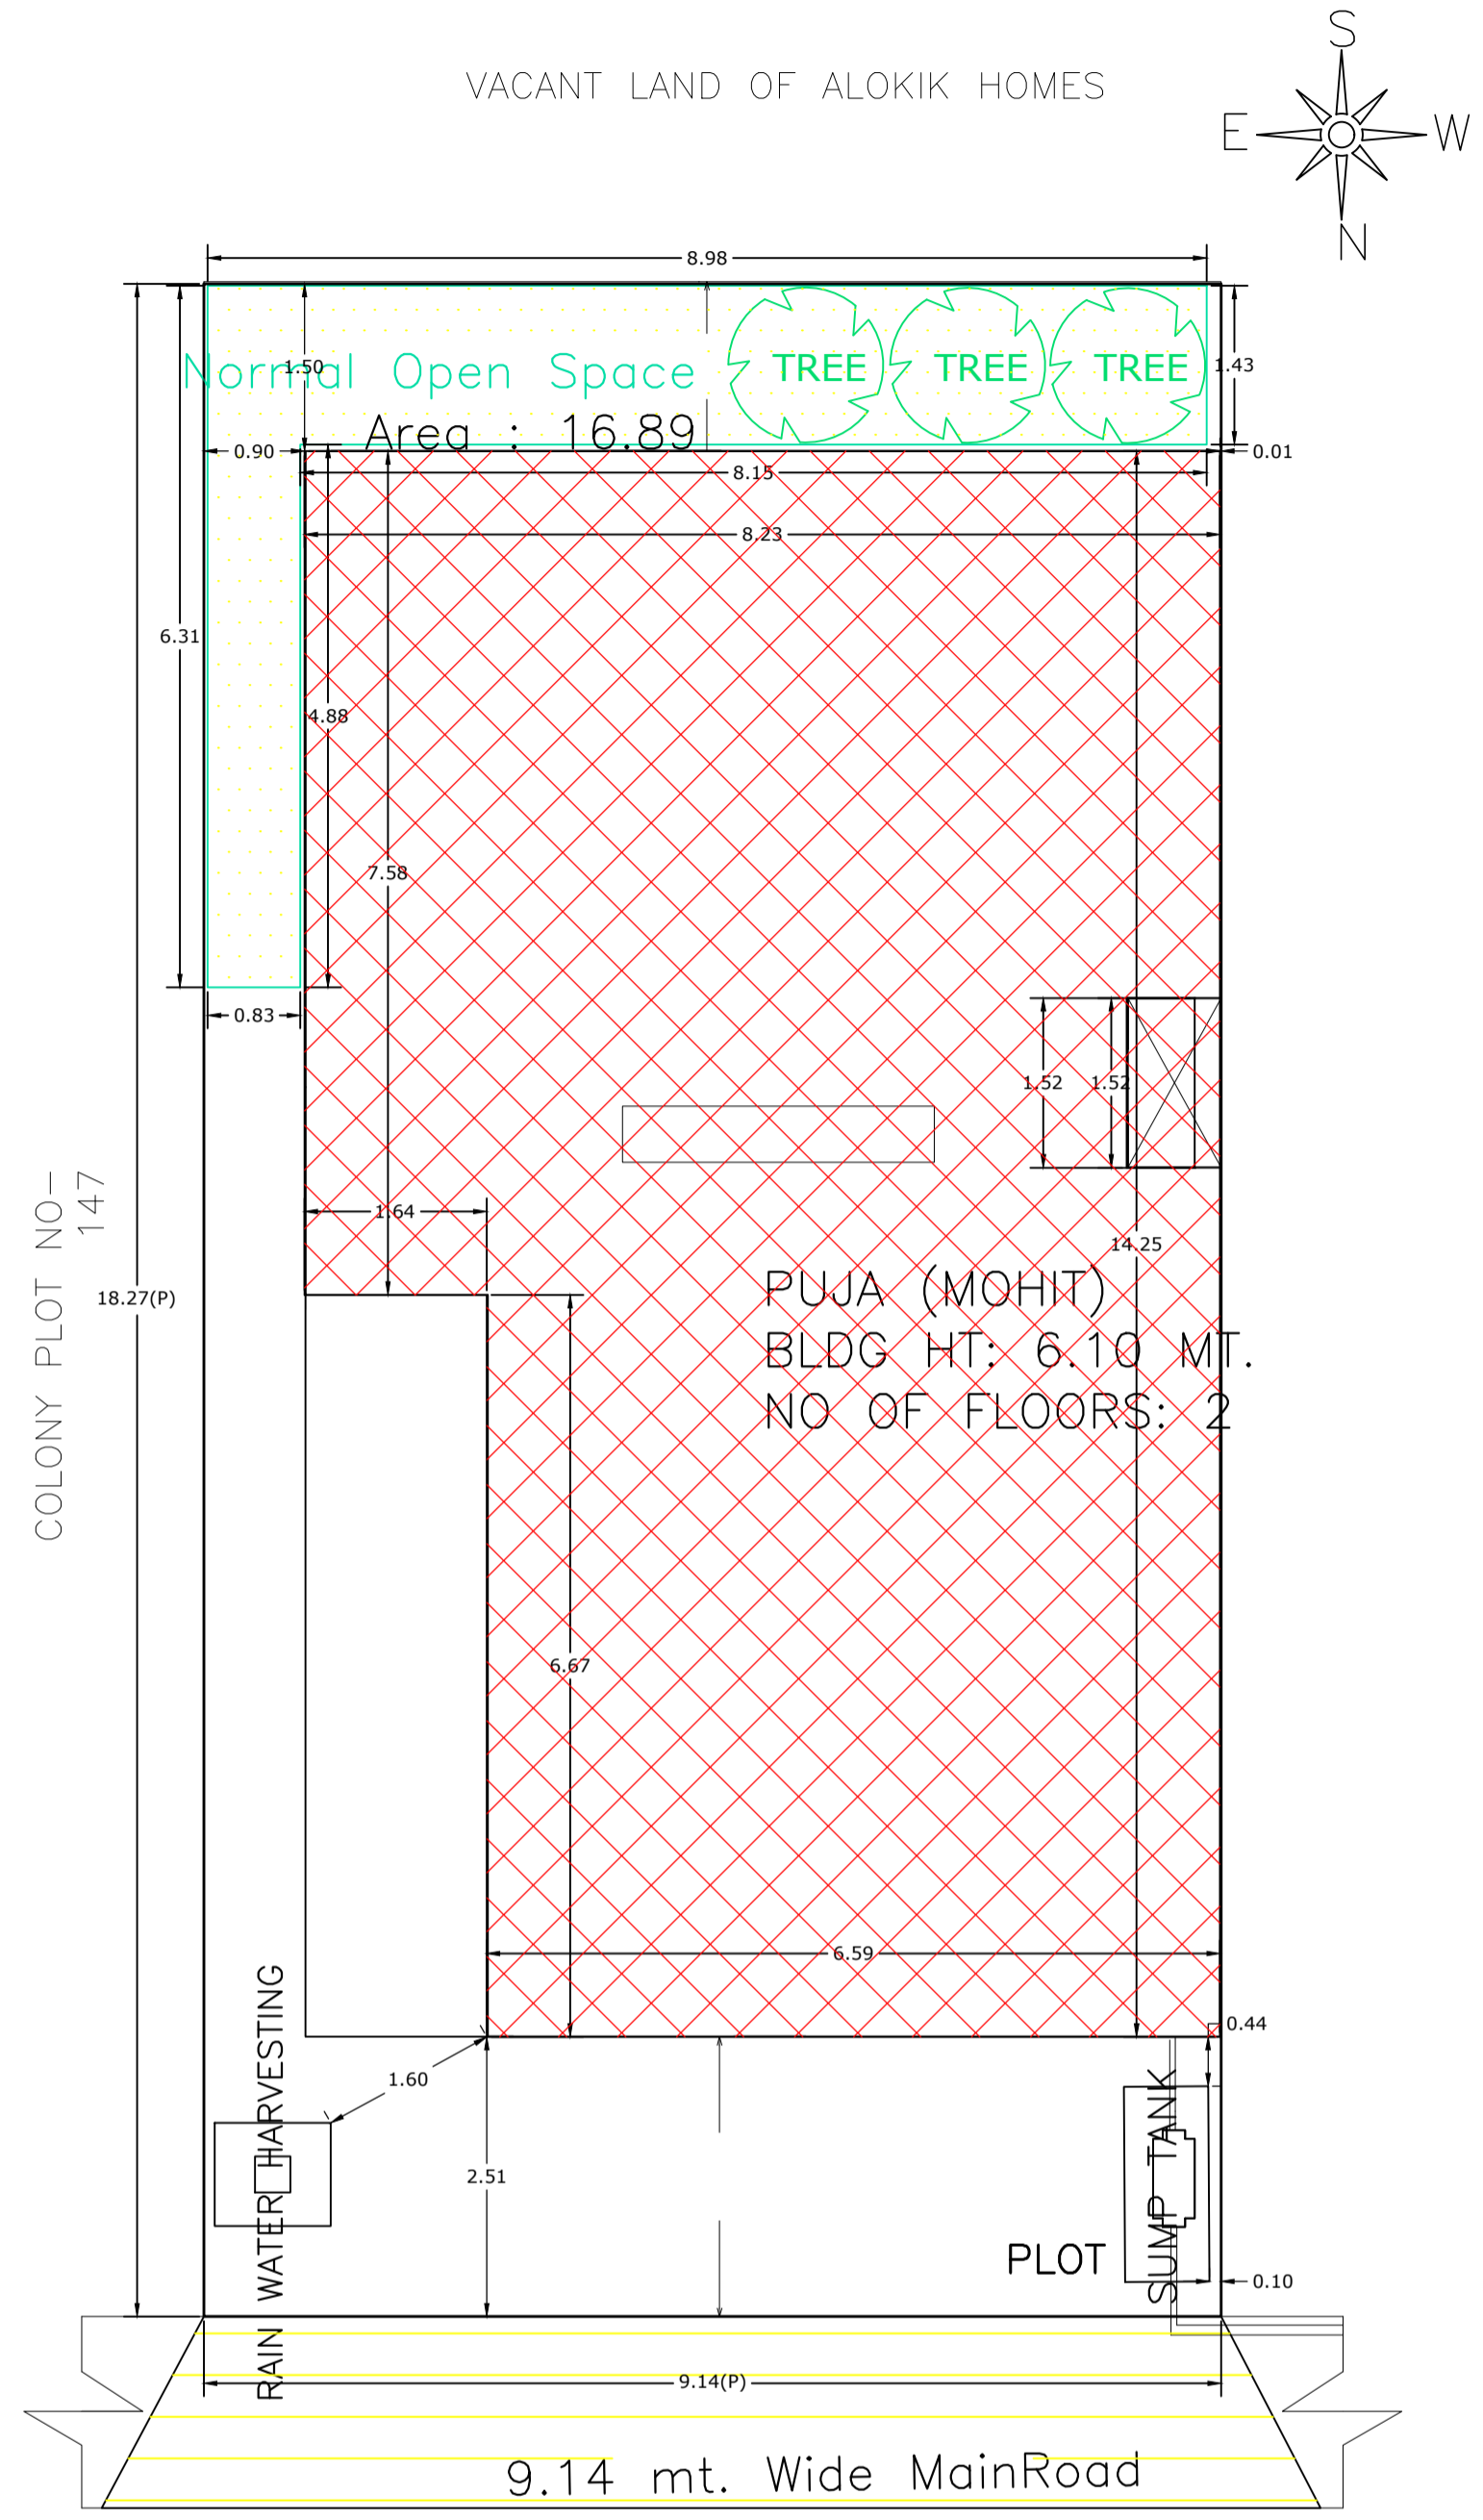 S
VACANT LAND OF ALOKIK HOMES
E
W
N
8.98
Normal Open Space
1.50
TREE
TREE
TREE
1.43
Area : 16.89
0.90
0.01
8.15
8.23
6.31
4.88
7.58
0.83
1.52
1.52
COLONY PLOT NO-
147
1.64
14.25
18.27(P)
PUJA (MOHIT)
BLDG HT: 6.10 MT.
NO OF FLOORS: 2
6.67
6.59
0.44
1.60
RAIN WATER HARVESTING
2.51
SUMP TANK
PLOT
0.10
9.14(P)
9.14 mt. Wide MainRoad